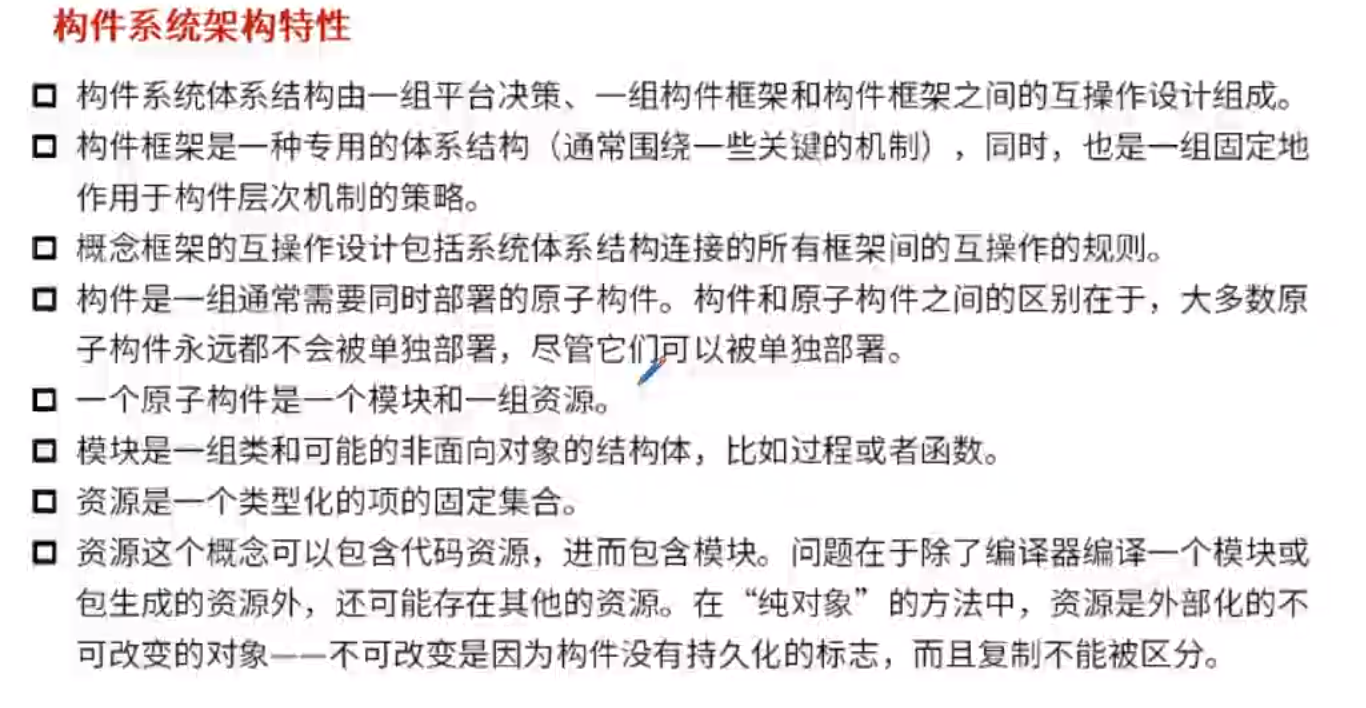 构件系统架构特性
构件系统体系结构由一组平台决策、一组构件框架和构件框架之间的互操作设计组成。
构件框架是一种专用的体系结构（通常围绕一些关键的机制），同时，也是一组固定地
作用于构件层次机制的策略。
概念框架的互操作设计包括系统体系结构连接的所有框架间的互操作的规则。
构件是一组通常需要同时部署的原子构件。构件和原子构件之间的区别在于，大多数原
子构件永远都不会被单独部署，尽管它们可以被单独部署。
一个原子构件是一个模块和一组资源。
模块是一组类和可能的非面向对象的结构体，比如过程或者函数。
资源是一个类型化的项的固定集合。
资源这个概念可以包含代码资源，进而包含模块。问题在于除了编译器编译一个模块或
包生成的资源外，还可能存在其他的资源。在“纯对象”的方法中，资源是外部化的不
可改变的对象——不可改变是因为构件没有持久化的标志，而且复制不能被区分。